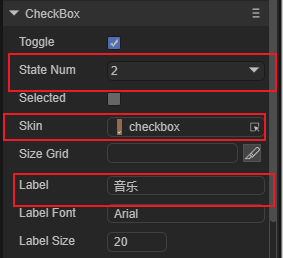 CheckBox
Toggle
State Num 2
Selected
Skin checkbox
Size Grid
Label 音乐
Label Font Arial
Label Size 20